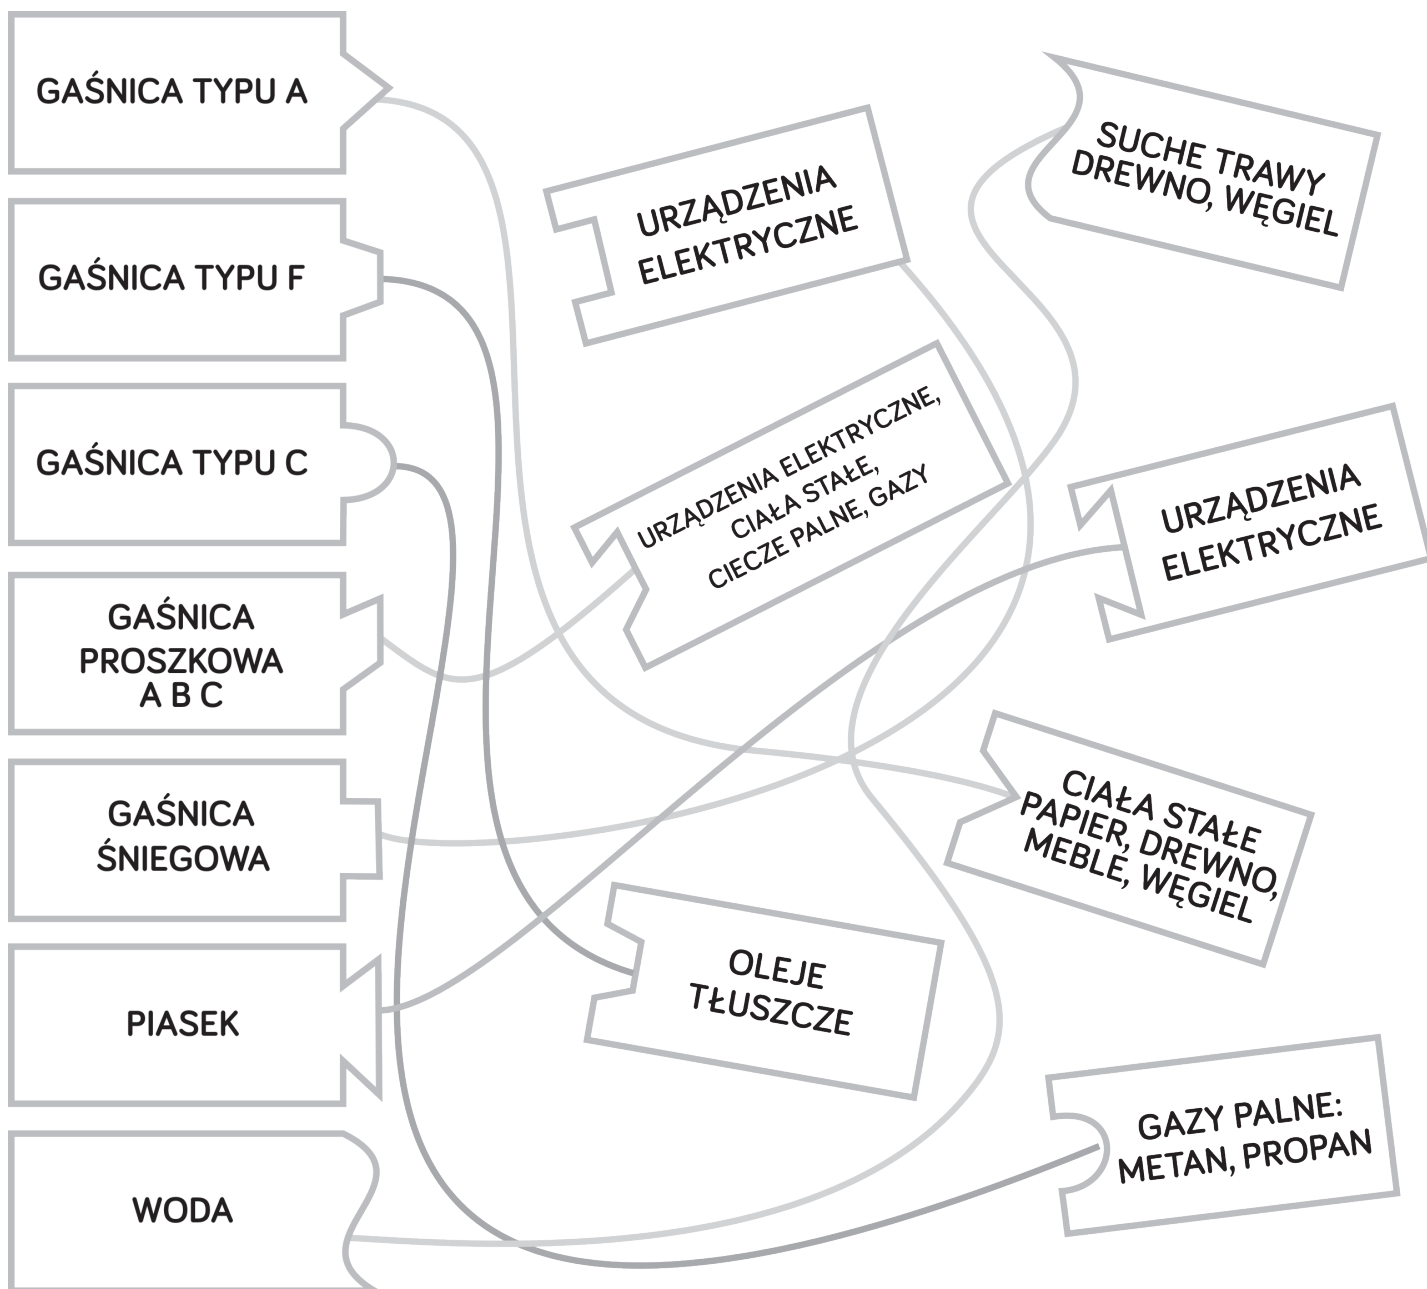 GAŚNICA TYPU A
GAŚNICA TYPU F
GAŚNICA TYPU C
GAŚNICA
PROSZKOWA
A B C
GAŚNICA
ŚNIEGOWA
PIASEK
WODA
URZĄDZENIA
ELEKTRYCZNE
SUCHE TRAWY
DREWNO, WĘGIEL
URZĄDZENIA ELEKTRYCZNE,
CIAŁA STAŁE,
CIECZE PALNE, GAZY
URZĄDZENIA
ELEKTRYCZNE
CIAŁA STAŁE
PAPIER, DREWNO,
MEBLE, WĘGIEL
OLEJE
TŁUSZCZE
GAZY PALNE:
METAN, PROPAN